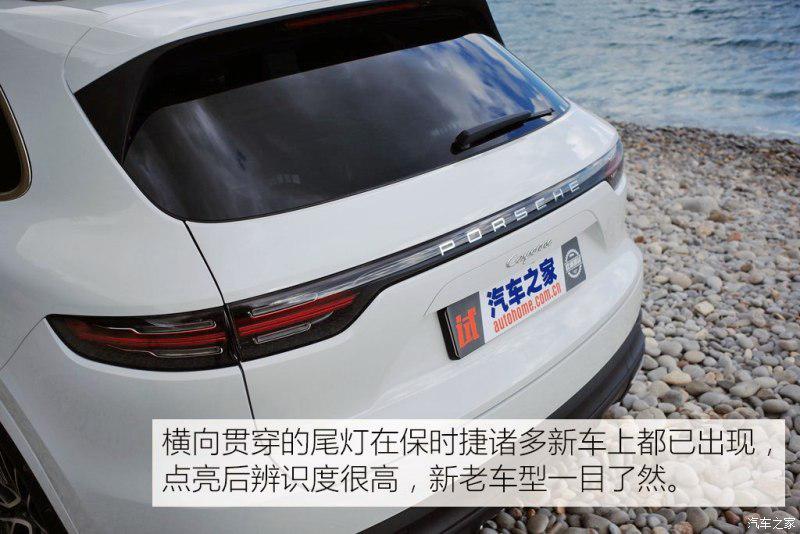 PORSCHE
Cayenne
试
汽车之家
autohome.com.cn
横向贯穿的尾灯在保时捷诸多新车上都已出现，
点亮后辨识度很高，新老车型一目了然。
汽车之家